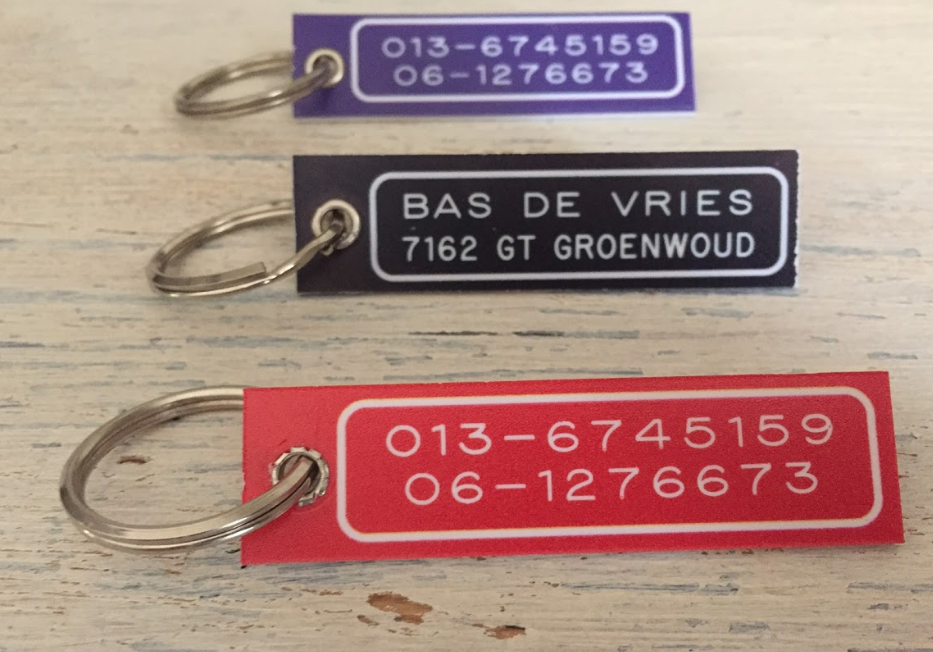 013-6745159
06-1276673
BAS DE VRIES
7162 GT GROENWOUD
013-6745159
06-1276673